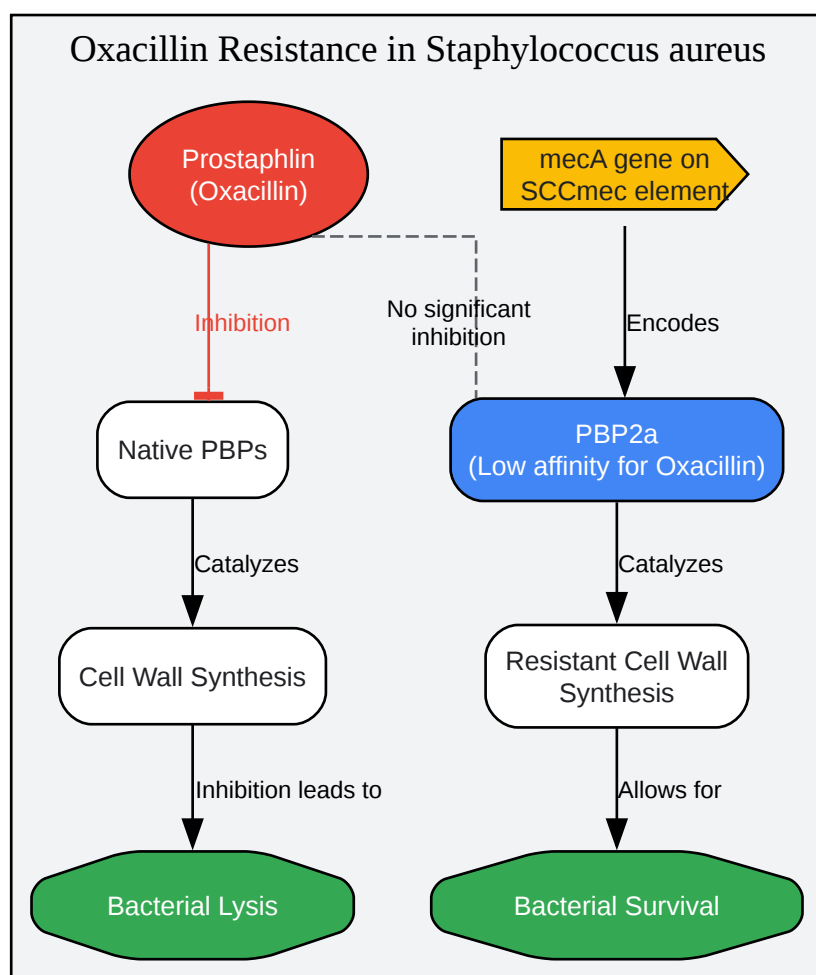 Oxacillin Resistance in Staphylococcus aureus
Prostaphlin
(Oxacillin)
mecA gene on
SCCmec element
Inhibition
No significant
inhibition
Encodes
Native PBPs
PBP2a
(Low affinity for Oxacillin)
Catalyzes
Catalyzes
Cell Wall Synthesis
Resistant Cell Wall
Synthesis
Inhibition leads to
Allows for
Bacterial Lysis
Bacterial Survival